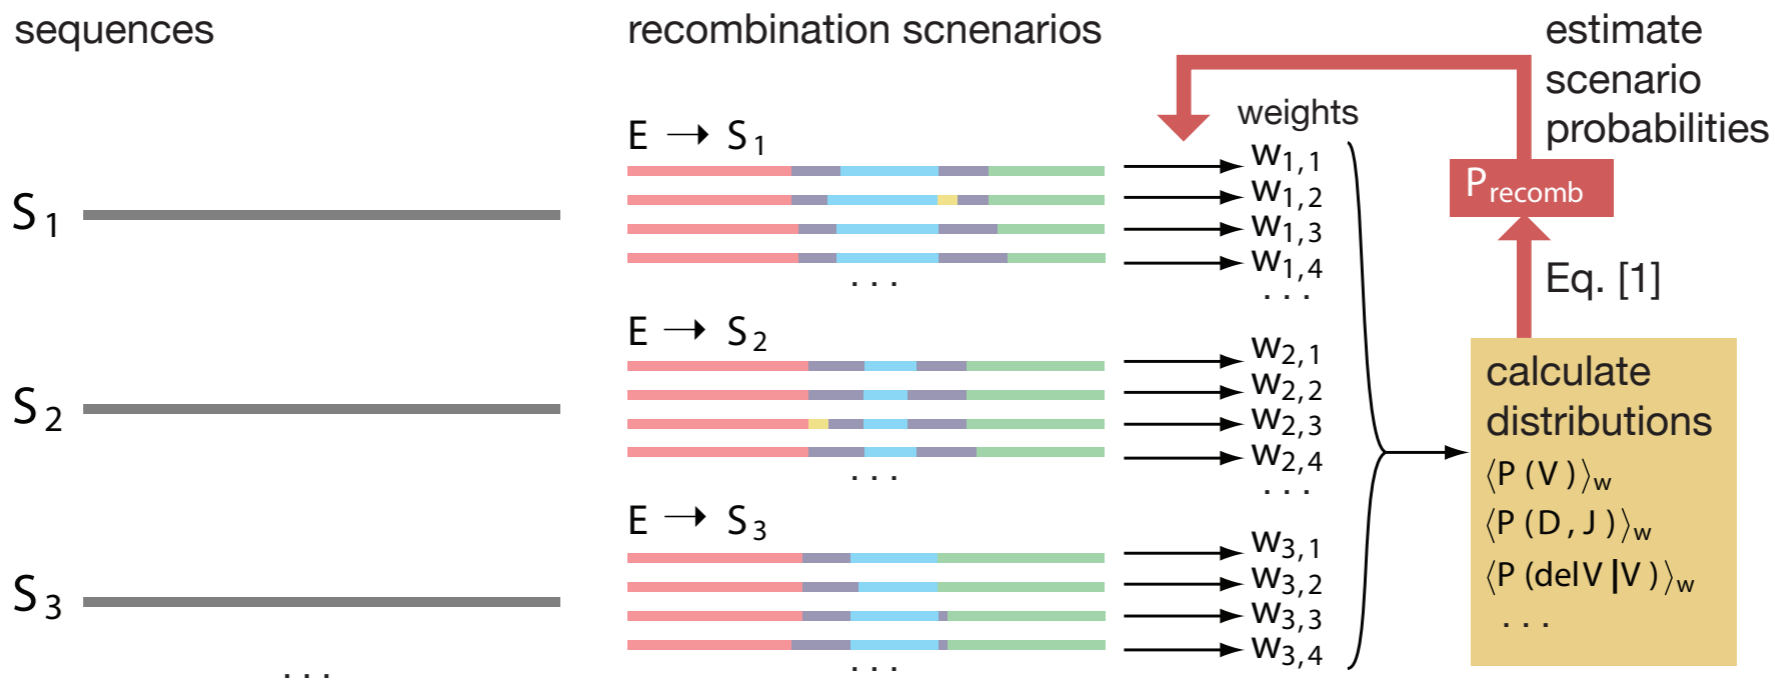 sequences
recombination scnenarios
estimate
scenario
probabilities
weights
E → S1
w1,1
w1,2
w1,3
w1,4
. . .
. . .
S1
Precomb
Eq. [1]
E → S2
w2,1
w2,2
w2,3
w2,4
. . .
. . .
S2
calculate
distributions
⟨P (V)⟩w
⟨P (D, J)⟩w
⟨P (delV|V)⟩w
. . .
E → S3
w3,1
w3,2
w3,3
w3,4
. . .
S3
. . .